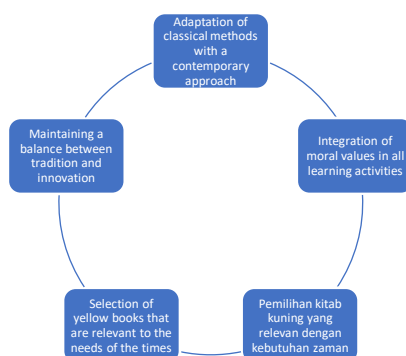 Adaptation of
classical methods
with a
contemporary
approach
Integration of
moral values in all
learning activities
Pemilihan kitab
kuning yang
relevan dengan
kebutuhan zaman
Selection of
yellow books that
are relevant to the
needs of the times
Maintaining a
balance between
tradition and
innovation